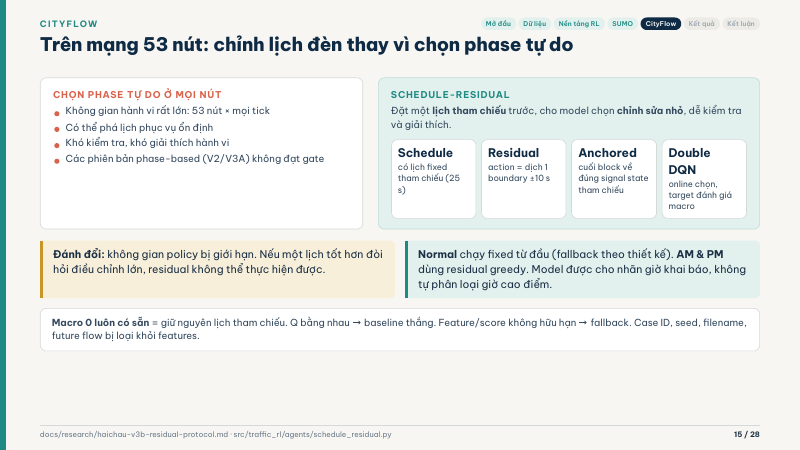 CITYFLOW
Mở đầu Dữ liệu Nền tảng RL SUMO CityFlow Kết quả Kết luận
Trên mạng 53 nút: chỉnh lịch đèn thay vì chọn phase tự do
CHỌN PHASE TỰ DO Ở MỌI NÚT
Không gian hành vi rất lớn: 53 nút × mọi tick
Có thể phá lịch phục vụ ổn định
Khó kiểm tra, khó giải thích hành vi
Các phiên bản phase-based (V2/V3A) không đạt gate
SCHEDULE-RESIDUAL
Đặt một lịch tham chiếu trước, cho model chọn chỉnh sửa nhỏ, dễ kiểm tra
và giải thích.
Schedule
có lịch fixed
tham chiếu (25
s)
Residual
action = dịch 1
boundary ±10 s
Anchored
cuối block về
đúng signal state
tham chiếu
Double
DQN
online chọn,
target đánh giá
macro
Đánh đổi: không gian policy bị giới hạn. Nếu một lịch tốt hơn đòi
hỏi điều chỉnh lớn, residual không thể thực hiện được.
Normal chạy fixed từ đầu (fallback theo thiết kế). AM & PM
dùng residual greedy. Model được cho nhãn giờ khai báo, không
tự phân loại giờ cao điểm.
Macro 0 luôn có sẵn = giữ nguyên lịch tham chiếu. Q bằng nhau → baseline thắng. Feature/score không hữu hạn → fallback. Case ID, seed, filename,
future flow bị loại khỏi features.
docs/research/haichau-v3b-residual-protocol.md · src/traffic_rl/agents/schedule_residual.py
15 / 28